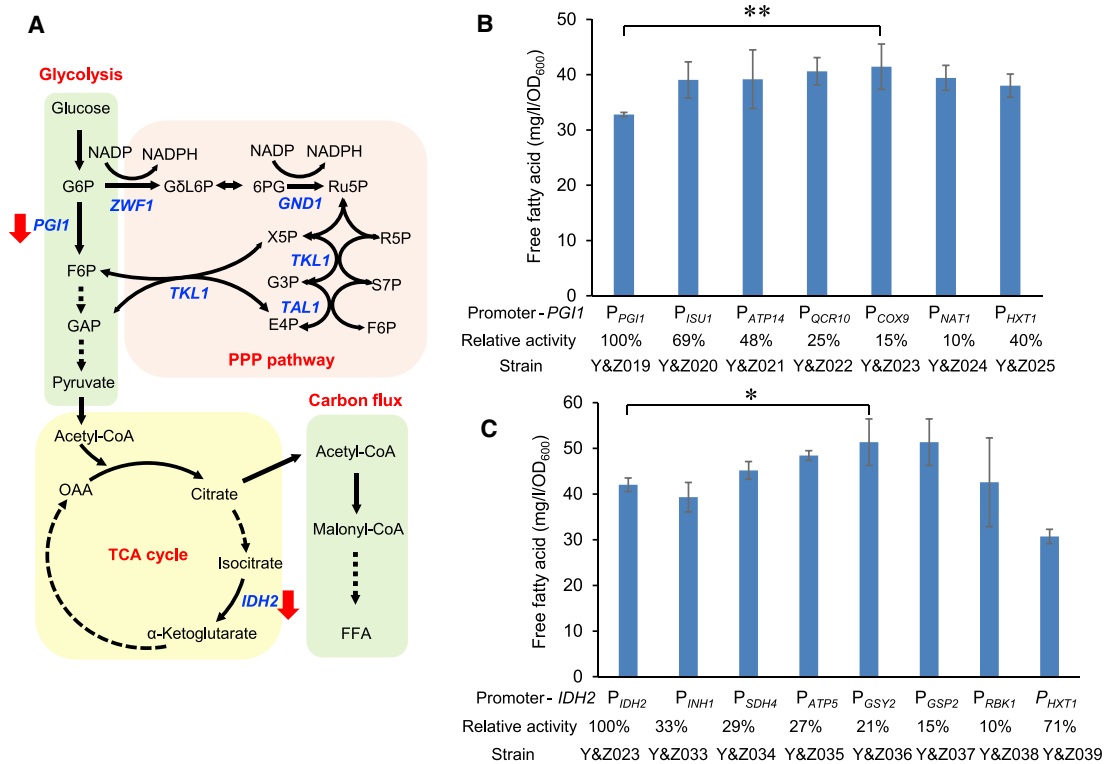 A
Glycolysis
Glucose
NADP NADPH NADP NADPH
G6P GδL6P 6PG Ru5P
ZWF1 GND1
PGI1
X5P R5P
F6P TKL1
G3P S7P
TKL1 TAL1
GAP E4P F6P
PPP pathway
Pyruvate
Carbon flux
Acetyl-CoA
Acetyl-CoA
OAA Citrate
Malonyl-CoA
TCA cycle Isocitrate
IDH2
α-Ketoglutarate FFA
B
**
Free fatty acid (mg/l/OD600)
50
40
30
20
10
0
Promoter - PGI1 PPGI1 PISU1 PATP14 PQCR10 PCOX9 PNAT1 PHXT1
Relative activity 100% 69% 48% 25% 15% 10% 40%
Strain Y&Z019 Y&Z020 Y&Z021 Y&Z022 Y&Z023 Y&Z024 Y&Z025
C
*
Free fatty acid (mg/l/OD600)
60
50
40
30
20
10
0
Promoter - IDH2 PIDH2 PINH1 PSDH4 PATP5 PGSY2 PGSP2 PRBK1 PHXT1
Relative activity 100% 33% 29% 27% 21% 15% 10% 71%
Strain Y&Z023 Y&Z033 Y&Z034 Y&Z035 Y&Z036 Y&Z037 Y&Z038 Y&Z039